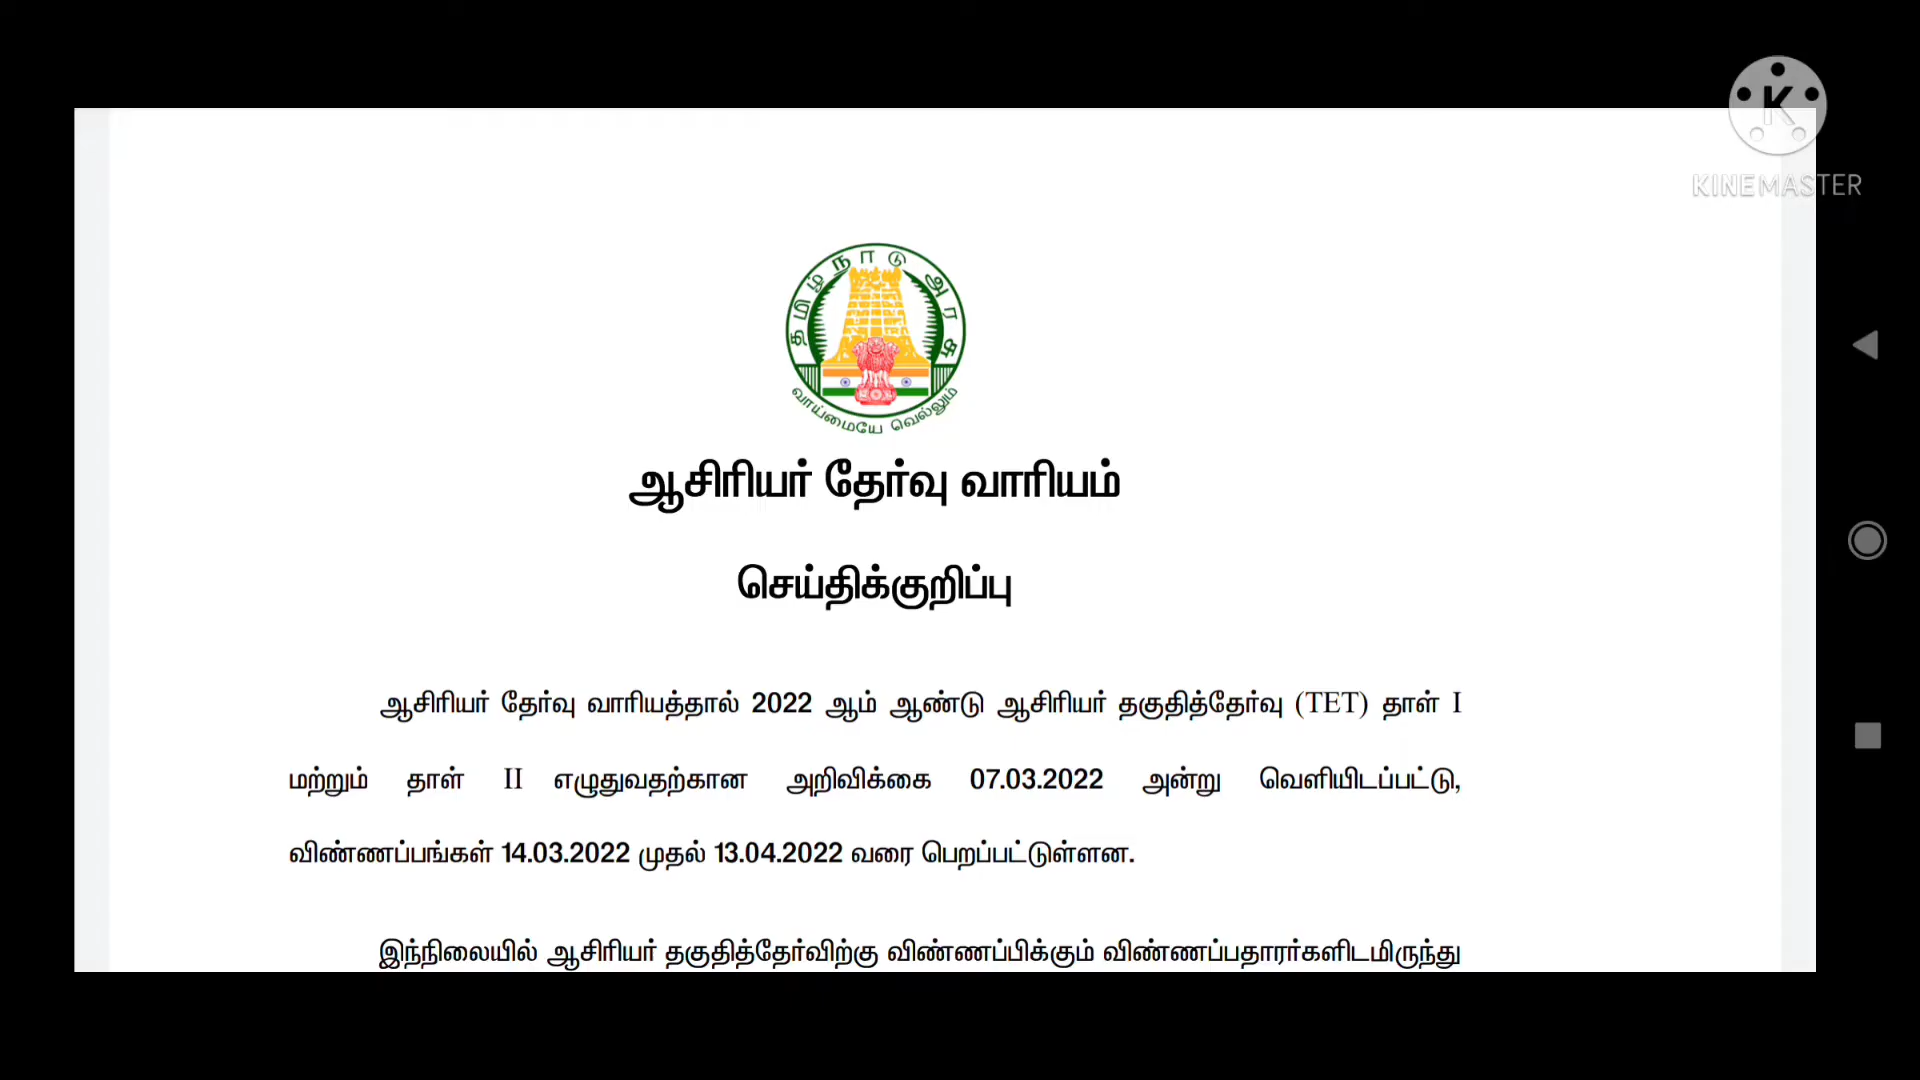 KINEMASTER
தமிழ்நாடு அரசு
வாய்மையே வெல்லும்
ஆசிரியர் தேர்வு வாரியம்
செய்திக்குறிப்பு
ஆசிரியர் தேர்வு வாரியத்தால் 2022 ஆம் ஆண்டு ஆசிரியர் தகுதித்தேர்வு (TET) தாள் I
மற்றும் தாள் II எழுதுவதற்கான அறிவிக்கை 07.03.2022 அன்று வெளியிடப்பட்டு,
விண்ணப்பங்கள் 14.03.2022 முதல் 13.04.2022 வரை பெறப்பட்டுள்ளன.
இந்நிலையில் ஆசிரியர் தகுதித்தேர்விற்கு விண்ணப்பிக்கும் விண்ணப்பதாரர்களிடமிருந்து